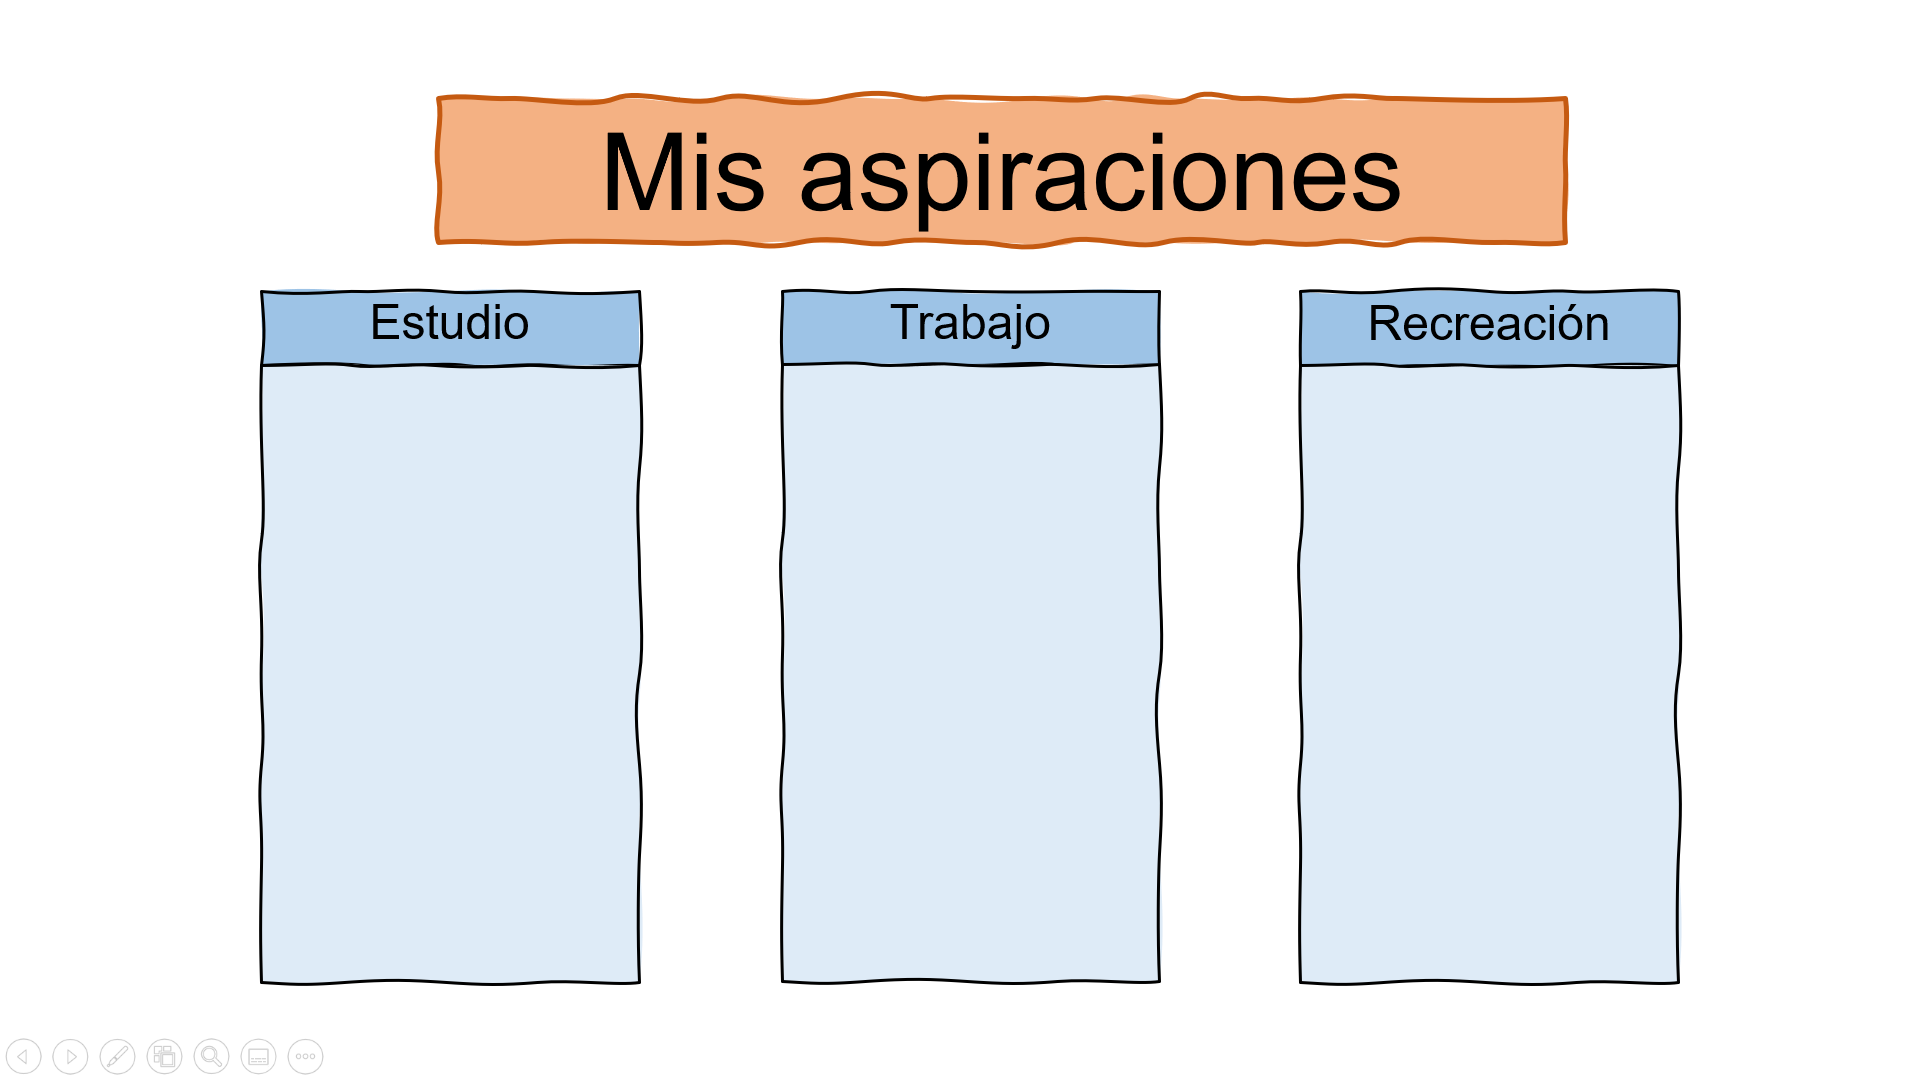 Mis aspiraciones
Estudio
Trabajo
Recreación